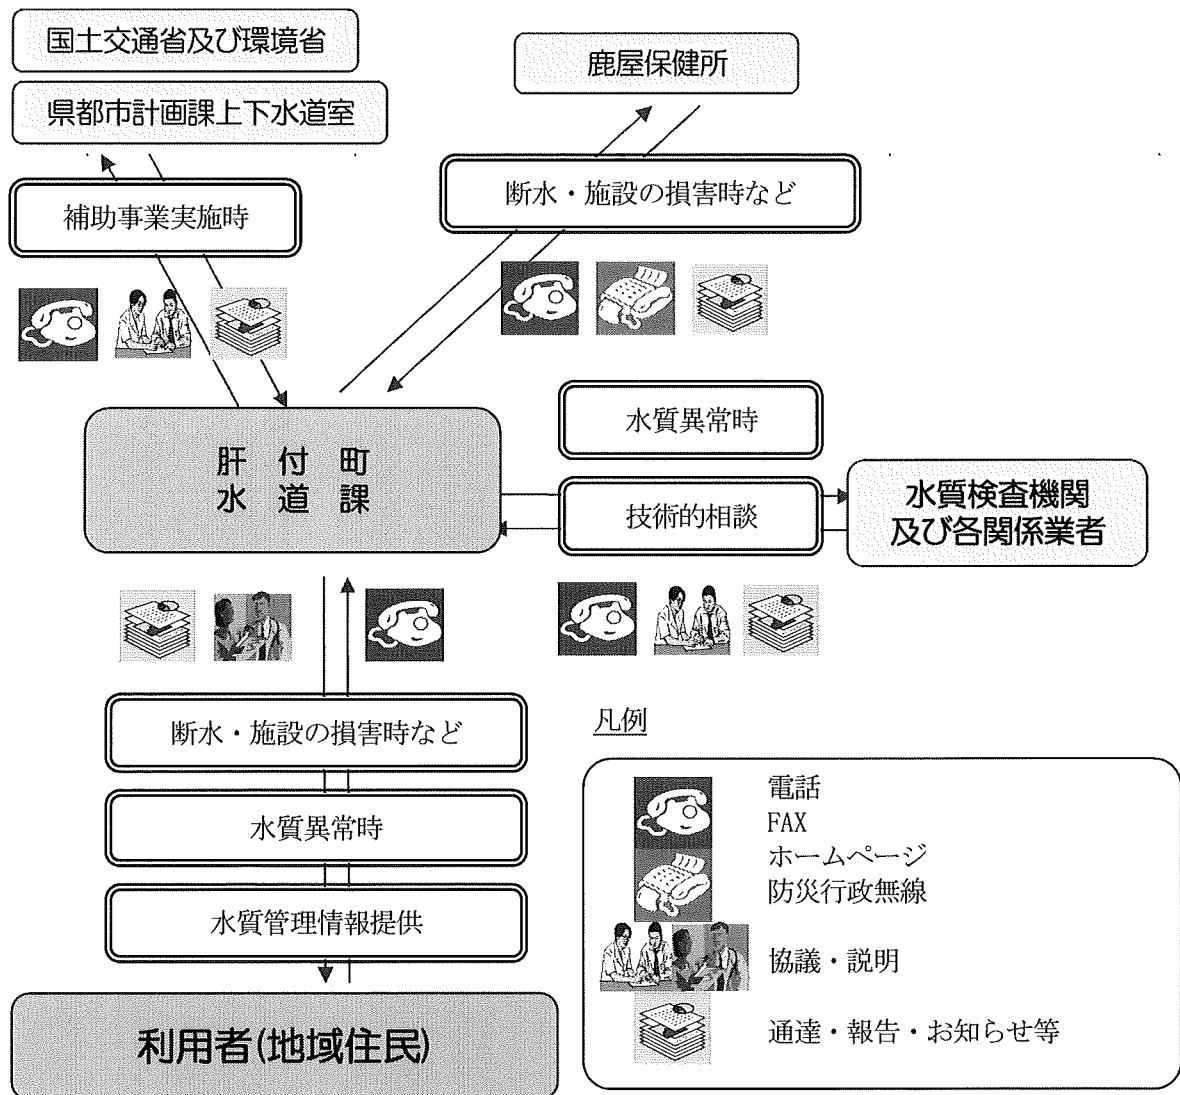 国土交通省及び環境省
県都市計画課上下水道室
鹿屋保健所
補助事業実施時
断水・施設の損害時など
水質異常時
肝付町
水道課
技術的相談
水質検査機関
及び各関係業者
断水・施設の損害時など
水質異常時
水質管理情報提供
利用者(地域住民)
凡例
電話
FAX
ホームページ
防災行政無線
協議・説明
通達・報告・お知らせ等